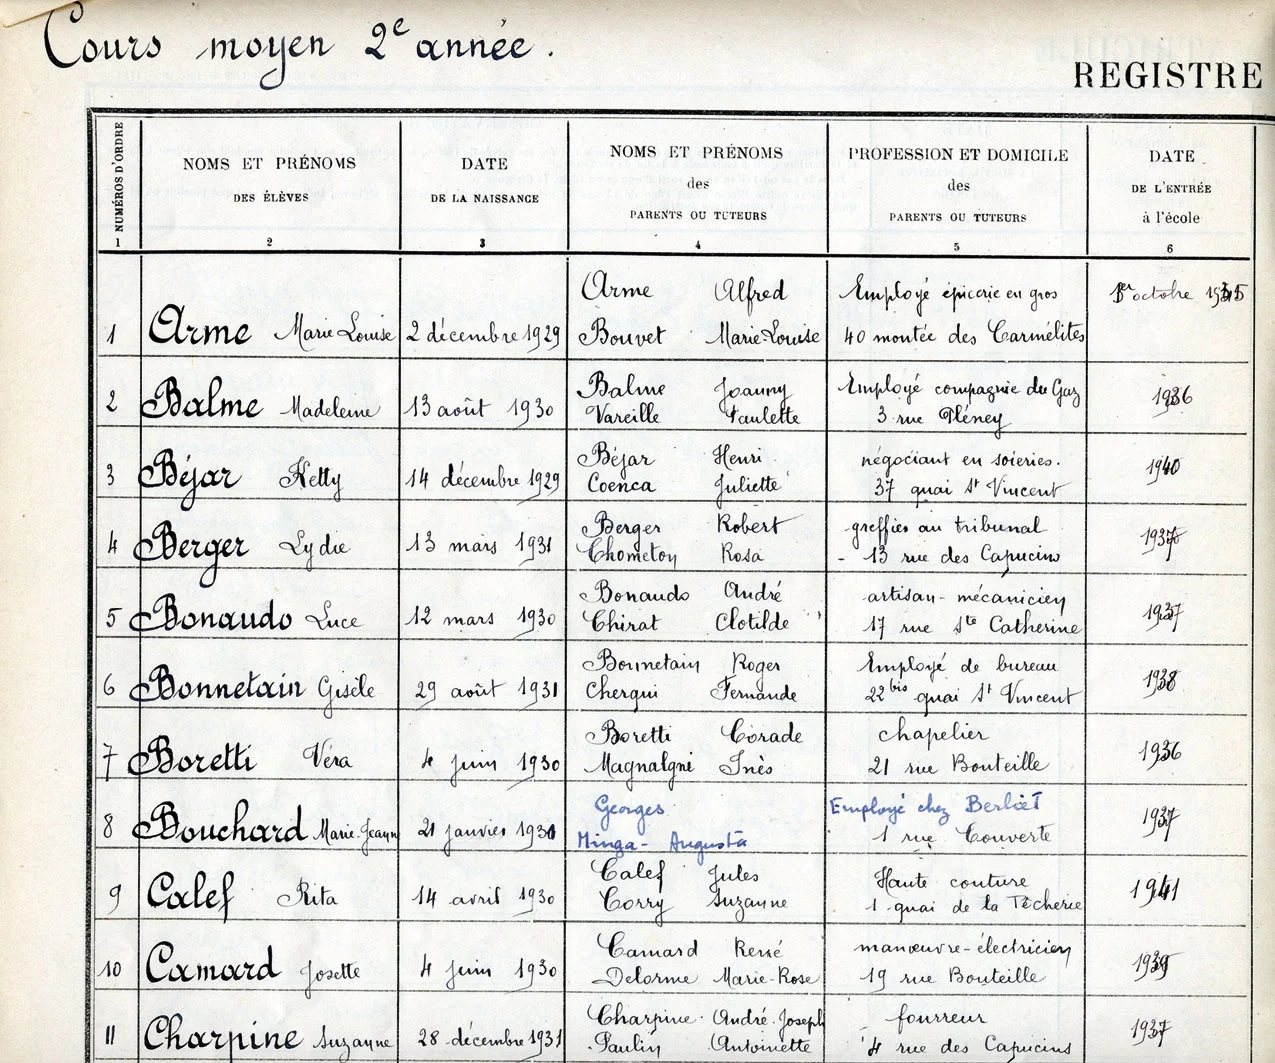 Cours moyen 2e année.
REGISTRE
NUMÉROS D'ORDRE
1
NOMS ET PRÉNOMS
DES ÉLÈVES
2
DATE
DE LA NAISSANCE
3
NOMS ET PRÉNOMS
des
PARENTS OU TUTEURS
4
PROFESSION ET DOMICILE
des
PARENTS OU TUTEURS
5
DATE
DE L'ENTRÉE
à l'école
6
Arme Alfred Employé épicerie en gros 1er octobre
1 Arme Marie-Louise 2 décembre 1929 Bouvet Marie-Louise 40 montée des Carmélites
Balme Joanny Employé compagnie du Gaz 1936
2 Balme Madeleine 13 août 1930 Vareille Paulette 3 rue Pléney
Béjar Henri négociant en soieries. 1940
3 Béjar Ketty 14 décembre 1929 Coenca Juliette 37 quai St Vincent
Berger Robert greffier au tribunal 1937
4 Berger Lydie 13 mars 1931 Chometon Rosa - 13 rue des Capucins
Bonaudo André artisan-mécanicien 1937
5 Bonaudo Luce 12 mars 1930 Chirat Clotilde 17 rue Ste Catherine
Bonnetain Roger Employé de bureau 1938
6 Bonnetain Gisèle 29 août 1931 Chergui Fernande 22bis quai St Vincent
Boretti Corade chapelier 1936
7 Boretti Véra 4 juin 1930 Magnalgni Inès 21 rue Bouteille
Georges Employé chez Berliet 1937
8 Bouchard Marie-Jeanne 21 janvier Minga- Augusta 1 rue Couverte
Calef Jules Haute couture 1941
9 Calef Rita 14 avril 1930 Corry Suzanne 1 quai de la Pêcherie
Camard René manœuvre-électricien 1939
10 Camard Josette 4 juin 1930 Delorme Marie-Rose 19 rue Bouteille
Charpine André-Joseph fourreur 1937
11 Charpine Suzanne 28 décembre 1931 Paulin Antoinette 4 rue des Capucins